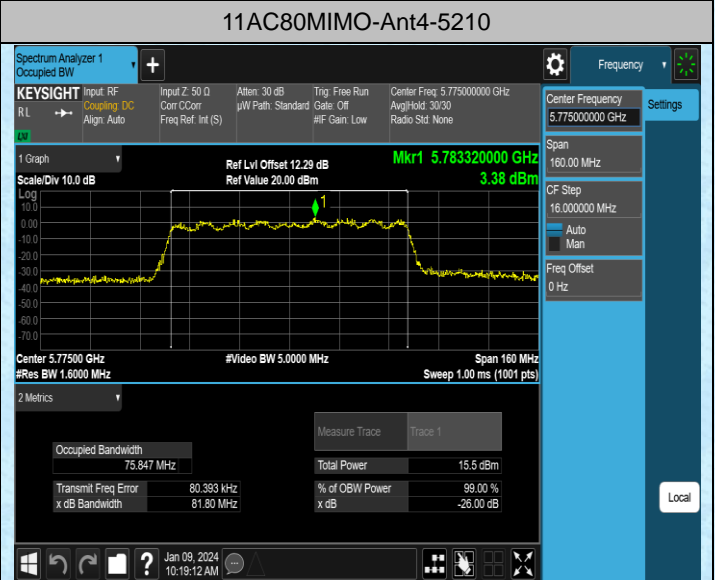 11AC80MIMO-Ant4-5210
Spectrum Analyzer 1
Occupied BW
+
Frequency
KEYSIGHT
RL
Input: RF
Coupling: DC
Align: Auto
Input Z: 50 Ω
Corr CCorr
Freq Ref: Int (S)
Atten: 30 dB
µW Path: Standard
Trig: Free Run
Gate: Off
#IF Gain: Low
Center Freq: 5.775000000 GHz
Avg|Hold: 30/30
Radio Std: None
Center Frequency
5.775000000 GHz
Settings
Span
160.00 MHz
CF Step
16.000000 MHz
Auto
Man
Freq Offset
0 Hz
1 Graph
Scale/Div 10.0 dB
Ref Lvl Offset 12.29 dB
Ref Value 20.00 dBm
Mkr1 5.783320000 GHz
3.38 dBm
Log
10.0
0.00
-10.0
-20.0
-30.0
-40.0
-50.0
-60.0
-70.0
1
Center 5.77500 GHz
#Video BW 5.0000 MHz
Span 160 MHz
#Res BW 1.6000 MHz
Sweep 1.00 ms (1001 pts)
2 Metrics
Measure Trace
Trace 1
Occupied Bandwidth
75.847 MHz
Total Power
15.5 dBm
Transmit Freq Error
80.393 kHz
% of OBW Power
99.00 %
x dB Bandwidth
81.80 MHz
x dB
-26.00 dB
Local
?
Jan 09, 2024
10:19:12 AM